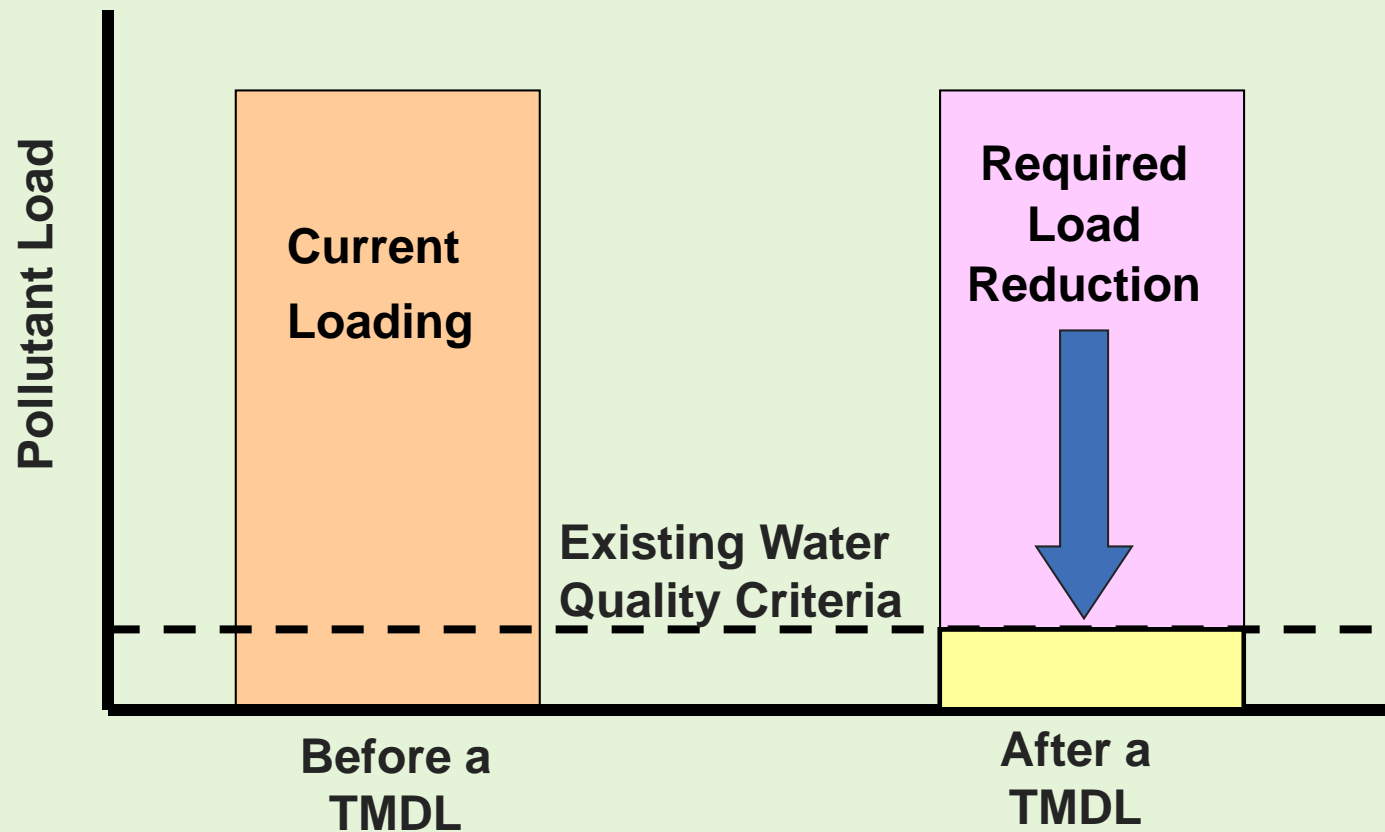 Pollutant Load
Current
Loading
Required
Load
Reduction
Existing Water
Quality Criteria
Before a
TMDL
After a
TMDL